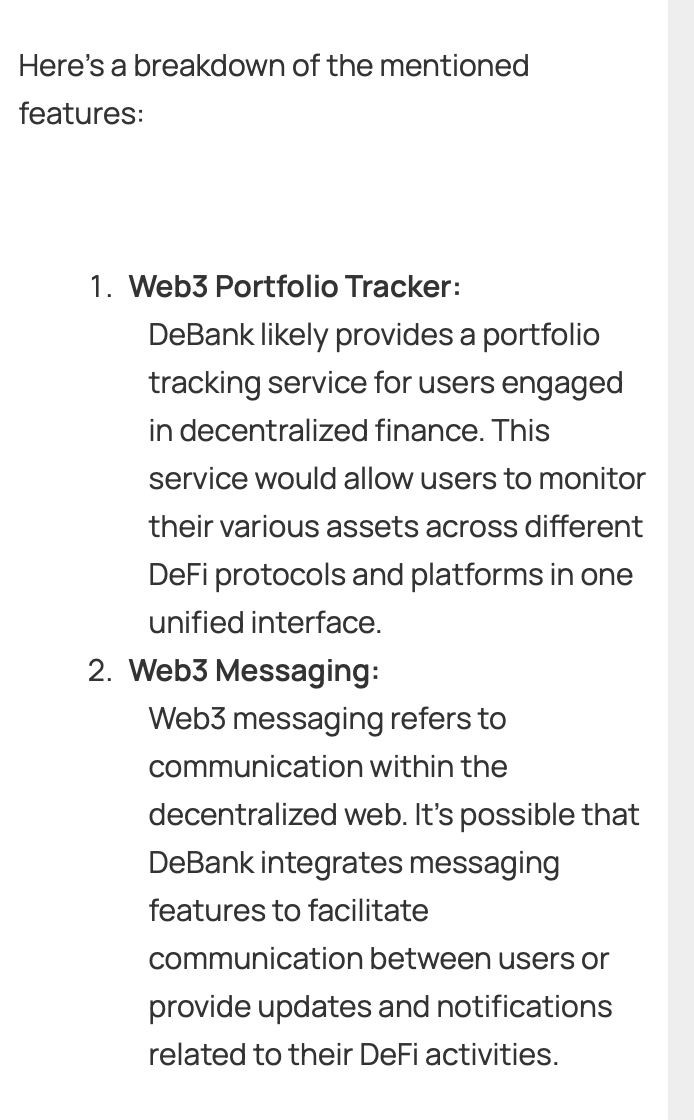 Here’s a breakdown of the mentioned
features:
1. Web3 Portfolio Tracker:
DeBank likely provides a portfolio
tracking service for users engaged
in decentralized finance. This
service would allow users to monitor
their various assets across different
DeFi protocols and platforms in one
unified interface.
2. Web3 Messaging:
Web3 messaging refers to
communication within the
decentralized web. It’s possible that
DeBank integrates messaging
features to facilitate
communication between users or
provide updates and notifications
related to their DeFi activities.